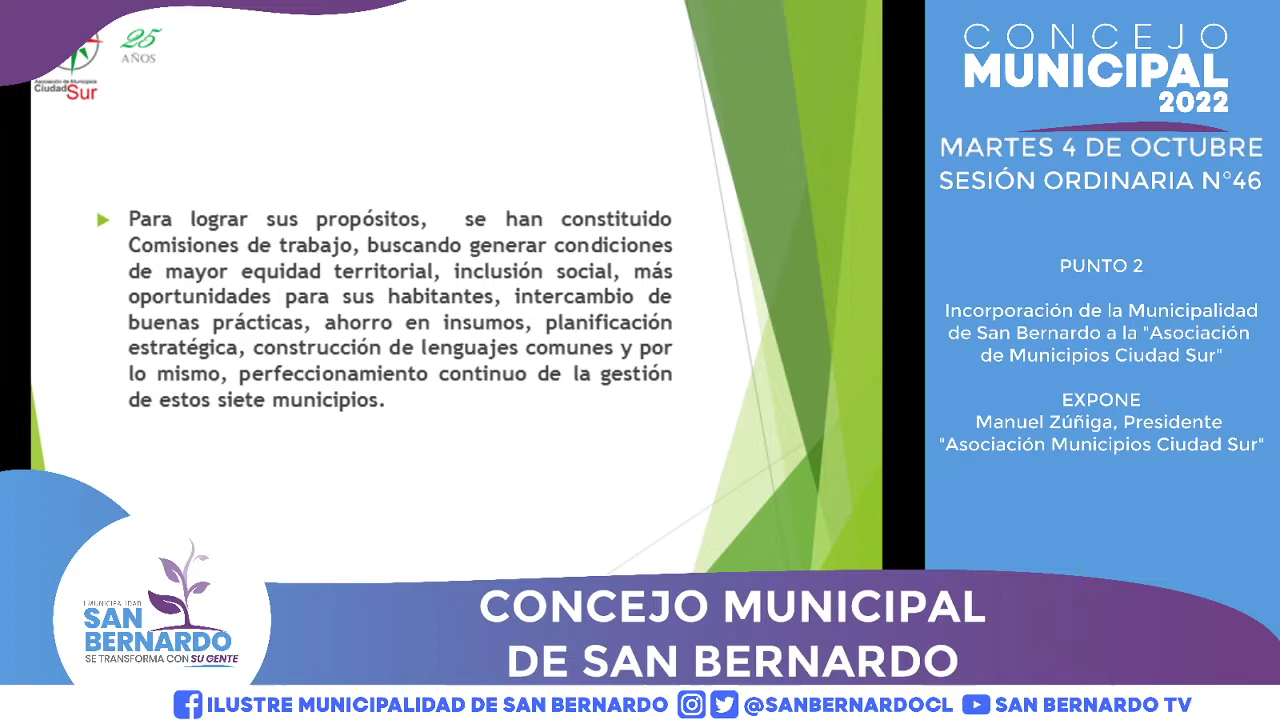 25
AÑOS
Asociación de Municipios
Ciudad Sur
Para lograr sus propósitos, se han constituido
Comisiones de trabajo, buscando generar condiciones
de mayor equidad territorial, inclusión social, más
oportunidades para sus habitantes, intercambio de
buenas prácticas, ahorro en insumos, planificación
estratégica, construcción de lenguajes comunes y por
lo mismo, perfeccionamiento continuo de la gestión
de estos siete municipios.
CONCEJO
MUNICIPAL
2022
MARTES 4 DE OCTUBRE
SESIÓN ORDINARIA N°46
PUNTO 2
Incorporación de la Municipalidad
de San Bernardo a la "Asociación
de Municipios Ciudad Sur"
EXPONE
Manuel Zúñiga, Presidente
"Asociación Municipios Ciudad Sur"
I.MUNICIPALIDAD
SAN
BERNARDO
SE TRANSFORMA CON SU GENTE
CONCEJO MUNICIPAL
DE SAN BERNARDO
ILUSTRE MUNICIPALIDAD DE SAN BERNARDO @SANBERNARDOCL SAN BERNARDO TV